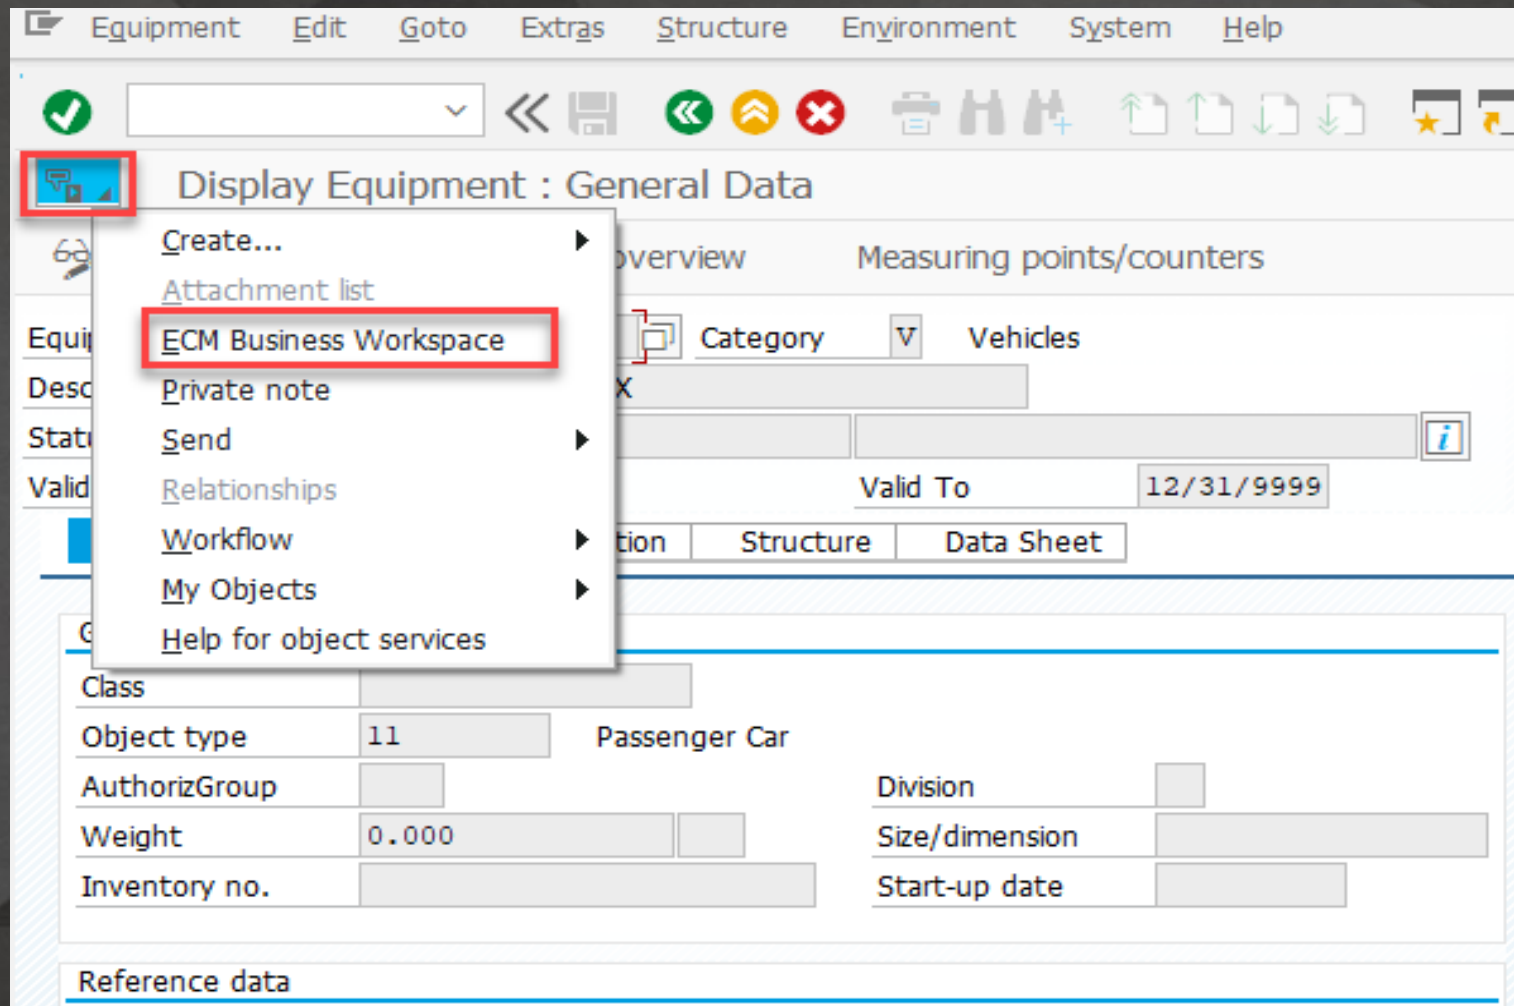 Equipment Edit Goto Extras Structure Environment System Help
Display Equipment : General Data
Create...
overview Measuring points/counters
Attachment list
ECM Business Workspace
Category V Vehicles
Private note
X
Send
Relationships
Valid Valid To 12/31/9999
Workflow
Structure Data Sheet
My Objects
Help for object services
Class
Object type 11 Passenger Car
AuthorizGroup Division
Weight 0.000 Size/dimension
Inventory no. Start-up date
Reference data